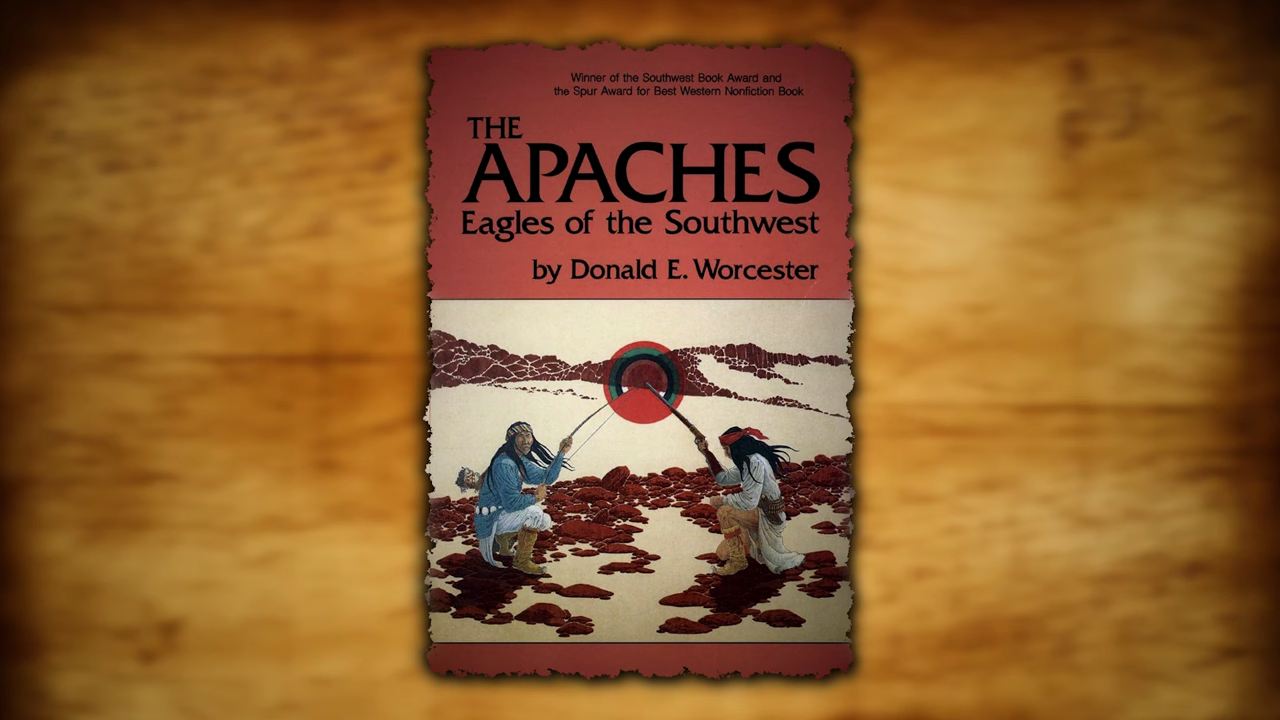 Winner of the Southwest Book Award and
the Spur Award for Best Western Nonfiction Book
THE
APACHES
Eagles of the Southwest
by Donald E. Worcester